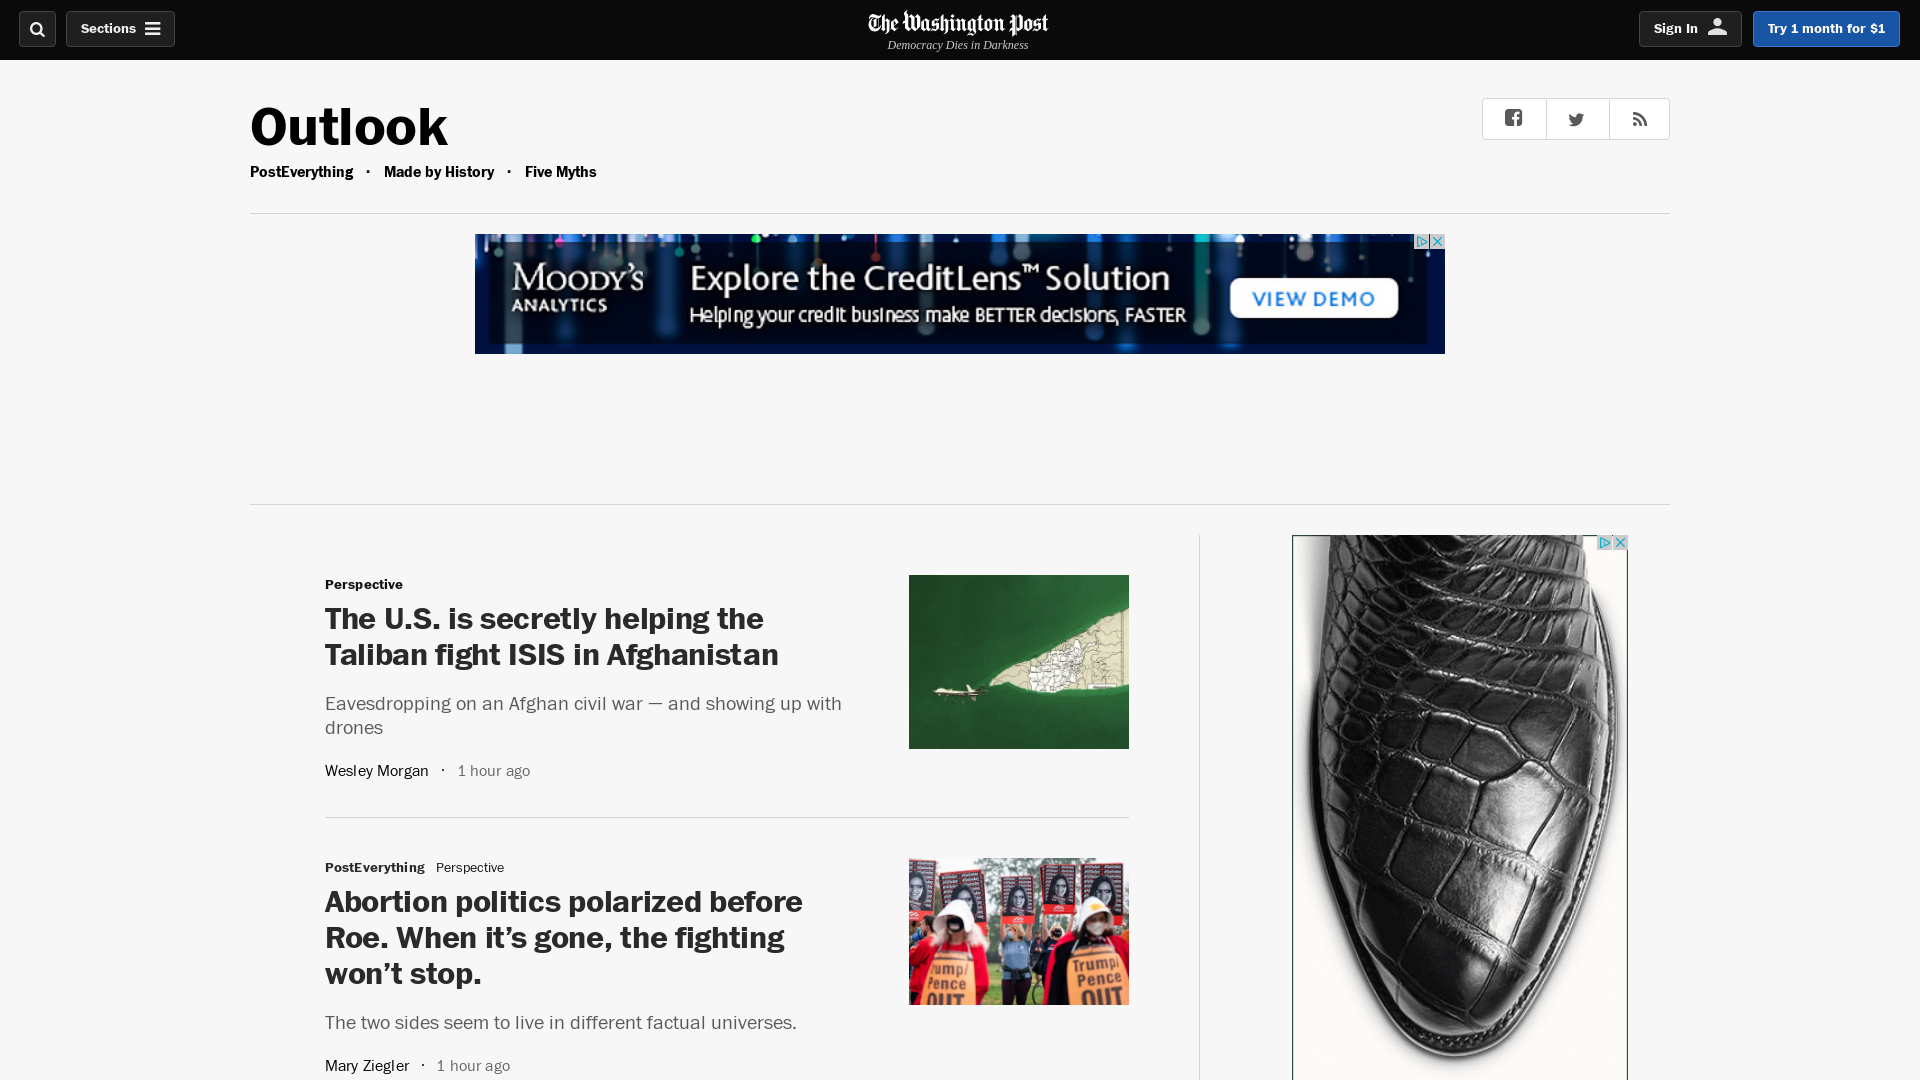 Sections
The Washington Post
Democracy Dies in Darkness
Sign In
Try 1 month for $1
Outlook
PostEverything · Made by History · Five Myths
MOODY'S
ANALYTICS
Explore the CreditLens™ Solution
Helping your credit business make BETTER decisions, FASTER
VIEW DEMO
Perspective
The U.S. is secretly helping the
Taliban fight ISIS in Afghanistan
Eavesdropping on an Afghan civil war — and showing up with
drones
Wesley Morgan · 1 hour ago
PostEverything Perspective
Abortion politics polarized before
Roe. When it’s gone, the fighting
won’t stop.
The two sides seem to live in different factual universes.
Mary Ziegler · 1 hour ago
Trump/
Pence
OUT
Trump/
Pence
OUT